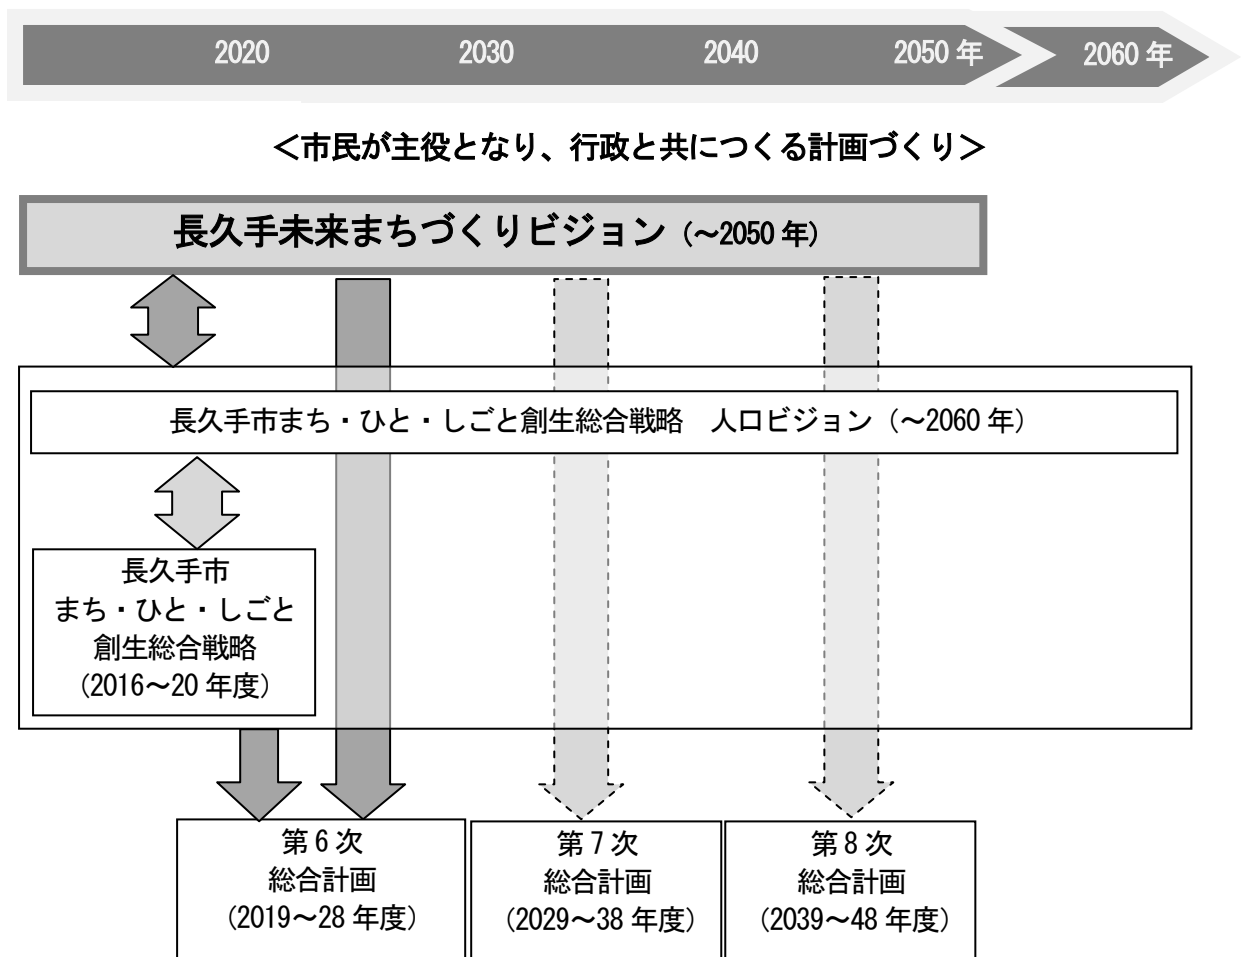 2020 2030 2040 2050 年 2060 年
＜市民が主役となり、行政と共につくる計画づくり＞
長久手未来まちづくりビジョン（～2050 年）
長久手市まち・ひと・しごと創生総合戦略　人口ビジョン（～2060 年）
長久手市
まち・ひと・しごと
創生総合戦略
（2016～20 年度）
第６次
総合計画
（2019～28 年度）
第７次
総合計画
（2029～38 年度）
第８次
総合計画
（2039～48 年度）